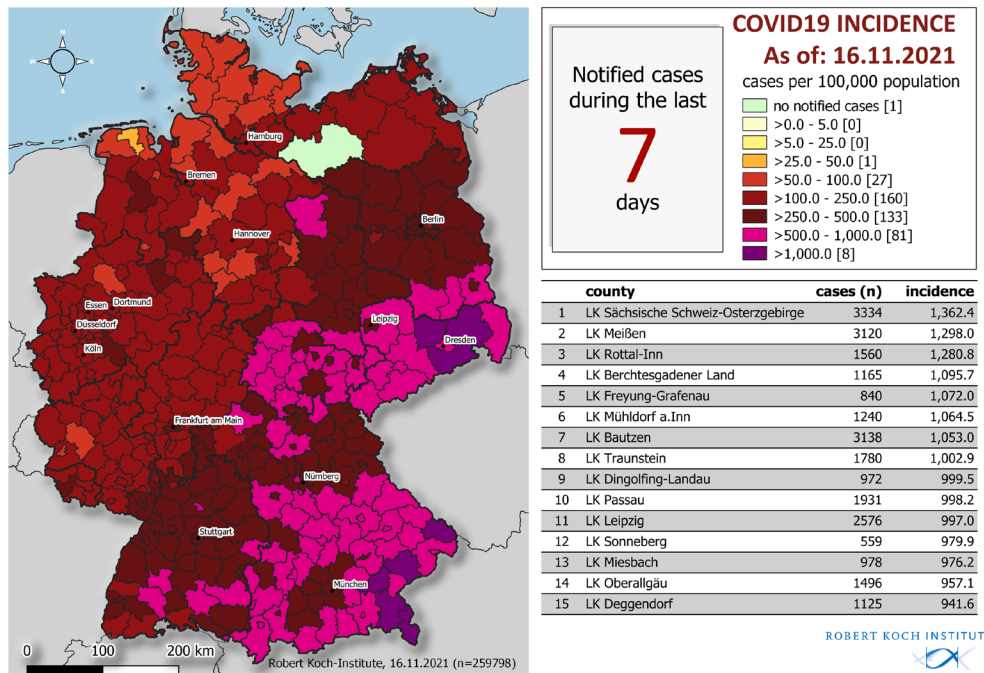 N
W
E
S
Hamburg
Bremen
Berlin
Hannover
Essen
Dortmund
Düsseldorf
Köln
Leipzig
Dresden
Frankfurt am Main
Nürnberg
Stuttgart
München
0 100 200 km
Robert Koch-Institute, 16.11.2021 (n=259798)
Notified cases
during the last
7
days
COVID19 INCIDENCE
As of: 16.11.2021
cases per 100,000 population
no notified cases [1]
>0.0 - 5.0 [0]
>5.0 - 25.0 [0]
>25.0 - 50.0 [1]
>50.0 - 100.0 [27]
>100.0 - 250.0 [160]
>250.0 - 500.0 [133]
>500.0 - 1,000.0 [81]
>1,000.0 [8]
county cases (n) incidence
1 LK Sächsische Schweiz-Osterzgebirge 3334 1,362.4
2 LK Meißen 3120 1,298.0
3 LK Rottal-Inn 1560 1,280.8
4 LK Berchtesgadener Land 1165 1,095.7
5 LK Freyung-Grafenau 840 1,072.0
6 LK Mühldorf a.Inn 1240 1,064.5
7 LK Bautzen 3138 1,053.0
8 LK Traunstein 1780 1,002.9
9 LK Dingolfing-Landau 972 999.5
10 LK Passau 1931 998.2
11 LK Leipzig 2576 997.0
12 LK Sonneberg 559 979.9
13 LK Miesbach 978 976.2
14 LK Oberallgäu 1496 957.1
15 LK Deggendorf 1125 941.6
ROBERT KOCH INSTITUT